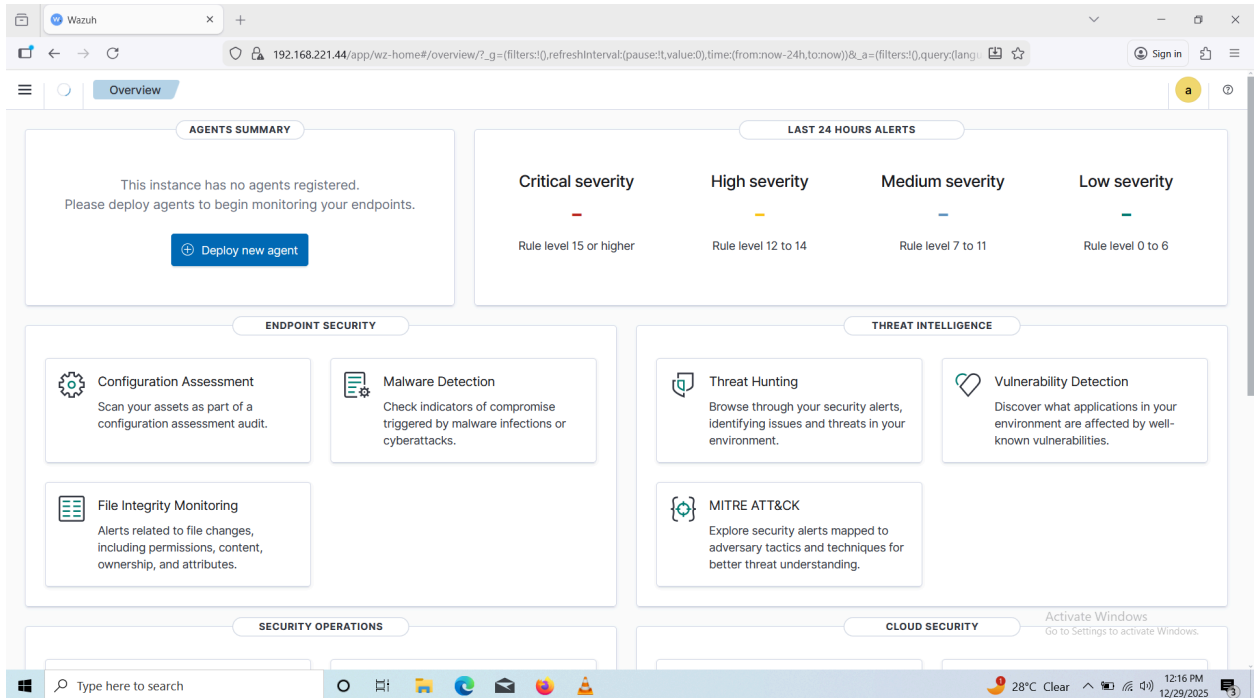 Wazuh
192.168.221.44/app/wz-home#/overview/?_g=(filters:!(),refreshInterval:(pause:!t,value:0),time:(from:now-24h,to:now))&_a=(filters:!(),query:(lang
Sign in
Overview
a
AGENTS SUMMARY
This instance has no agents registered.
Please deploy agents to begin monitoring your endpoints.
Deploy new agent
LAST 24 HOURS ALERTS
Critical severity
-
Rule level 15 or higher
High severity
-
Rule level 12 to 14
Medium severity
-
Rule level 7 to 11
Low severity
-
Rule level 0 to 6
ENDPOINT SECURITY
Configuration Assessment
Scan your assets as part of a
configuration assessment audit.
Malware Detection
Check indicators of compromise
triggered by malware infections or
cyberattacks.
File Integrity Monitoring
Alerts related to file changes,
including permissions, content,
ownership, and attributes.
THREAT INTELLIGENCE
Threat Hunting
Browse through your security alerts,
identifying issues and threats in your
environment.
Vulnerability Detection
Discover what applications in your
environment are affected by well-
known vulnerabilities.
MITRE ATT&CK
Explore security alerts mapped to
adversary tactics and techniques for
better threat understanding.
SECURITY OPERATIONS
CLOUD SECURITY
Activate Windows
Go to Settings to activate Windows.
Type here to search
28°C Clear
12:16 PM
12/29/2025
3